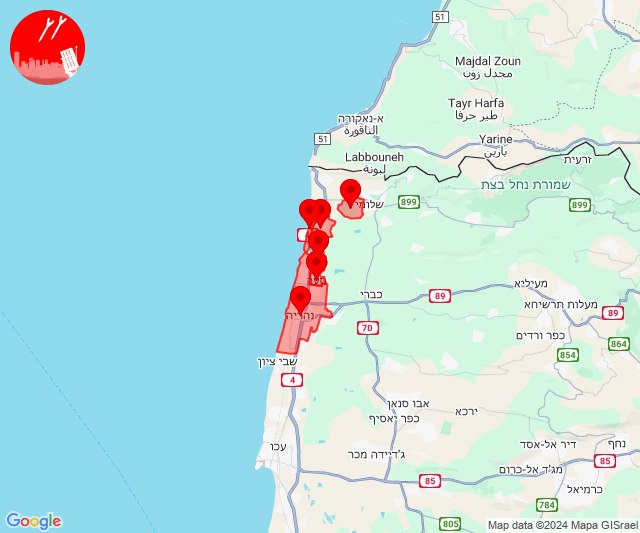 51
Majdal Zoun
مجدل زون
Tayr Harfa
طير حرفا
א-נאקורה
الناقورة
51
Yarine
يارين
Labbouneh
لبونة
זרעית
שמורת נחל בצת
899
899
4
כברי
89
מעיליא
מעלות תרשיחא
89
נהריה
70
כפר ורדים
864
854
שבי ציון
4
אבו סנאן
ירכא
כפר יאסיף
עכו
דיר אל-אסד
נחף
ג'דיידה מכר
מג'ד אל-כרום
85
85
כרמיאל
784
805
Google
Map data ©2024 Mapa GISrael